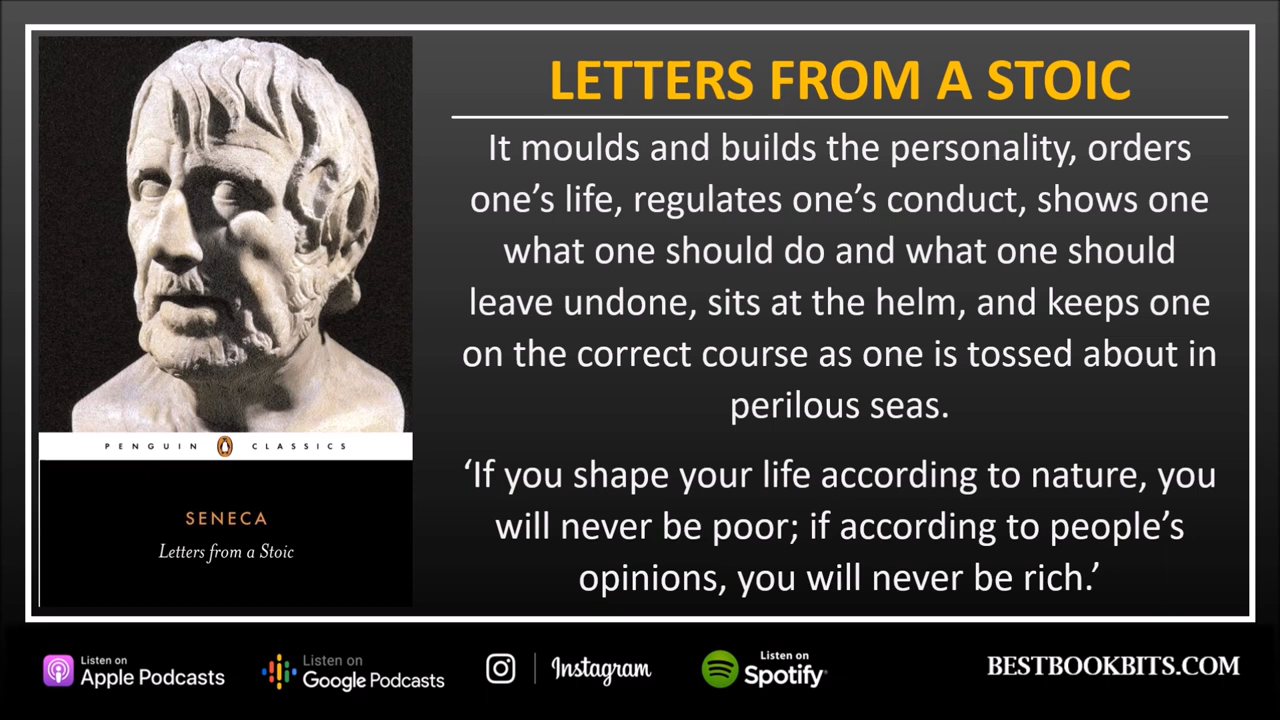 LETTERS FROM A STOIC
It moulds and builds the personality, orders
one’s life, regulates one’s conduct, shows one
what one should do and what one should
leave undone, sits at the helm, and keeps one
on the correct course as one is tossed about in
perilous seas.
‘If you shape your life according to nature, you
will never be poor; if according to people’s
opinions, you will never be rich.’
PENGUIN CLASSICS
SENECA
Letters from a Stoic
Listen on
Apple Podcasts
Listen on
Google Podcasts
Instagram
Listen on
Spotify
BESTBOOKBITS.COM